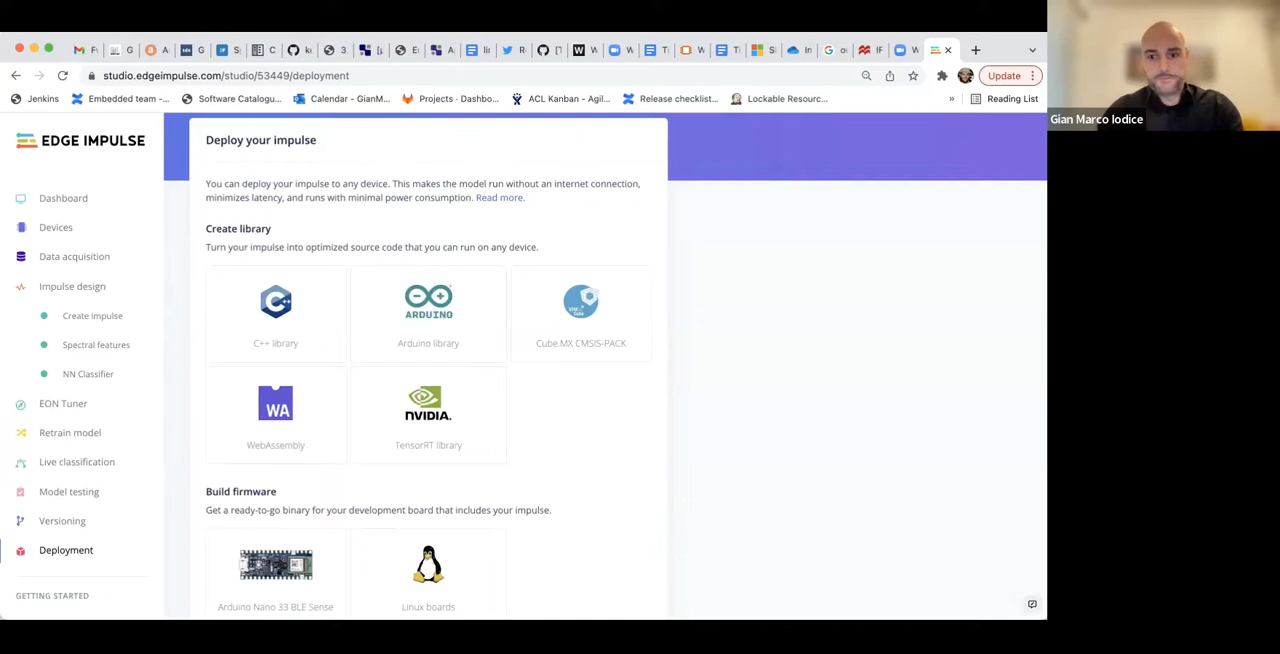 Update
studio.edgeimpulse.com/studio/53449/deployment
Jenkins
Embedded team -...
Software Catalogu...
Calendar - GianM...
Projects - Dashbo...
ACL Kanban - Agil...
Release checklist...
Lockable Resourc...
»
Reading List
Gian Marco Iodice
EDGE IMPULSE
Dashboard
Devices
Data acquisition
Impulse design
Create impulse
Spectral features
NN Classifier
EON Tuner
Retrain model
Live classification
Model testing
Versioning
Deployment
GETTING STARTED
Deploy your impulse
You can deploy your impulse to any device. This makes the model run without an internet connection,
minimizes latency, and runs with minimal power consumption. Read more.
Create library
Turn your impulse into optimized source code that you can run on any device.
C++ library
ARDUINO
Arduino library
Cube.MX CMSIS-PACK
WA
WebAssembly
NVIDIA.
TensorRT library
Build firmware
Get a ready-to-go binary for your development board that includes your impulse.
Arduino Nano 33 BLE Sense
Linux boards